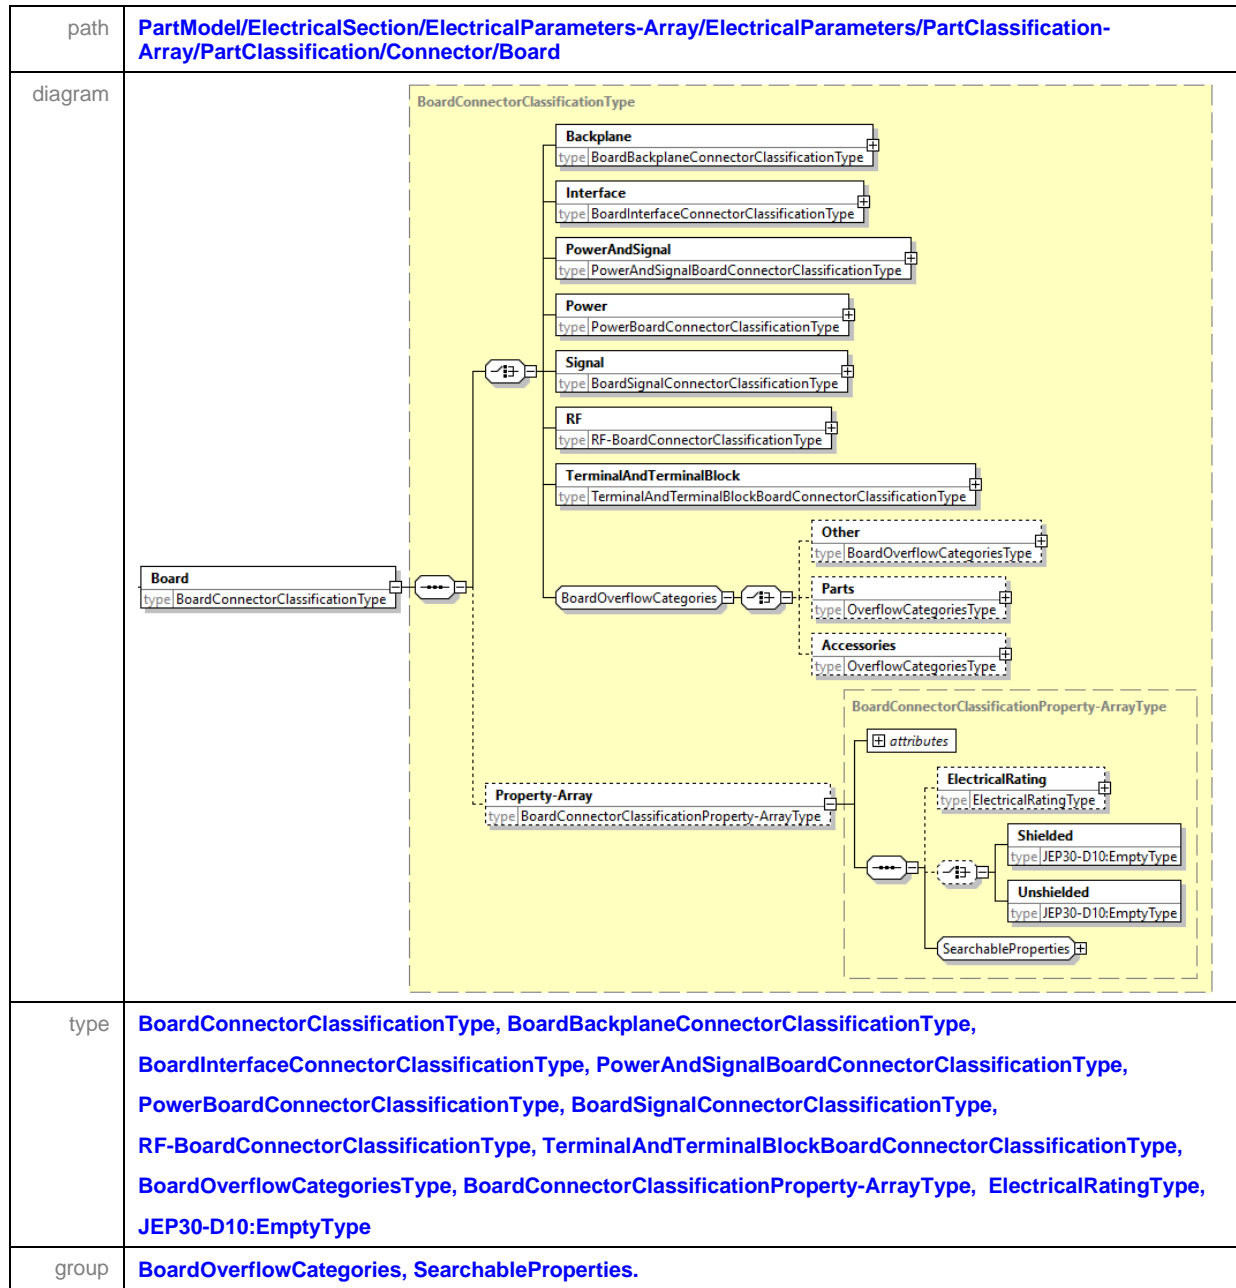 path
PartModel/ElectricalSection/ElectricalParameters-Array/ElectricalParameters/PartClassification-
Array/PartClassification/Connector/Board
diagram
BoardConnectorClassificationType
Backplane
type BoardBackplaneConnectorClassificationType
Interface
type BoardInterfaceConnectorClassificationType
PowerAndSignal
type PowerAndSignalBoardConnectorClassificationType
Power
type PowerBoardConnectorClassificationType
Signal
type BoardSignalConnectorClassificationType
RF
type RF-BoardConnectorClassificationType
TerminalAndTerminalBlock
type TerminalAndTerminalBlockBoardConnectorClassificationType
Other
type BoardOverflowCategoriesType
Board
type BoardConnectorClassificationType
BoardOverflowCategories
Parts
type OverflowCategoriesType
Accessories
type OverflowCategoriesType
BoardConnectorClassificationProperty-ArrayType
attributes
Property-Array
type BoardConnectorClassificationProperty-ArrayType
ElectricalRating
type ElectricalRatingType
Shielded
type JEP30-D10:EmptyType
Unshielded
type JEP30-D10:EmptyType
SearchableProperties
type
BoardConnectorClassificationType, BoardBackplaneConnectorClassificationType,
BoardInterfaceConnectorClassificationType, PowerAndSignalBoardConnectorClassificationType,
PowerBoardConnectorClassificationType, BoardSignalConnectorClassificationType,
RF-BoardConnectorClassificationType, TerminalAndTerminalBlockBoardConnectorClassificationType,
BoardOverflowCategoriesType, BoardConnectorClassificationProperty-ArrayType, ElectricalRatingType,
JEP30-D10:EmptyType
group
BoardOverflowCategories, SearchableProperties.